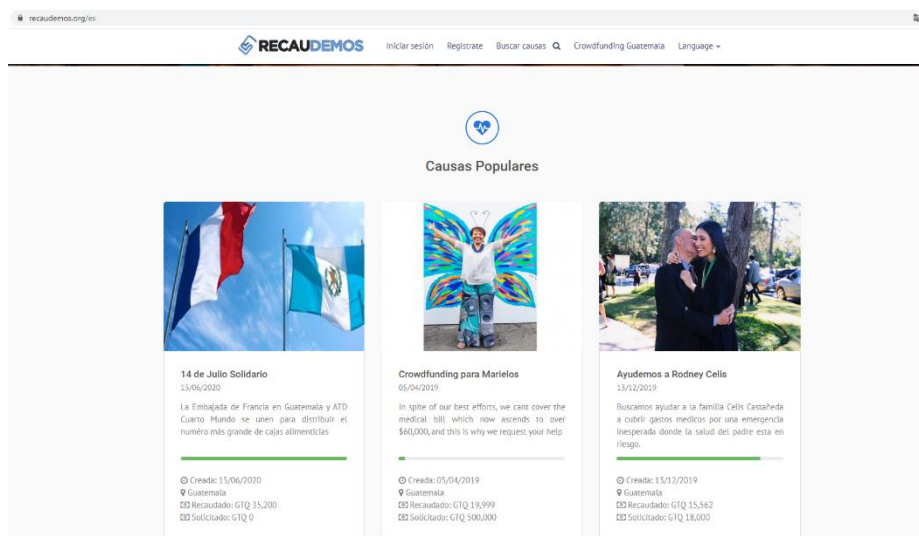 recaudemos.org/es
RECAUDEMOS Iniciar sesión Registrate Buscar causas Crowdfunding Guatemala Language
Causas Populares
14 de Julio Solidario
15/06/2020
La Embajada de Francia en Guatemala y ATD
Cuarto Mundo se unen para distribuir el
numéro más grande de cajas alimenticias
Creada: 15/06/2020
Guatemala
Recaudado: GTQ 35,200
Solicitado: GTQ 0
Crowdfunding para Marielos
05/04/2019
In spite of our best efforts, we cant cover the
medical bill which now ascends to over
$60,000, and this is why we request your help
Creada: 05/04/2019
Guatemala
Recaudado: GTQ 19,999
Solicitado: GTQ 500,000
Ayudemos a Rodney Celis
13/12/2019
Buscamos ayudar a la familia Celis Castañeda
a cubrir gastos medicos por una emergencia
inesperada donde la salud del padre esta en
riesgo.
Creada: 13/12/2019
Guatemala
Recaudado: GTQ 15,562
Solicitado: GTQ 18,000